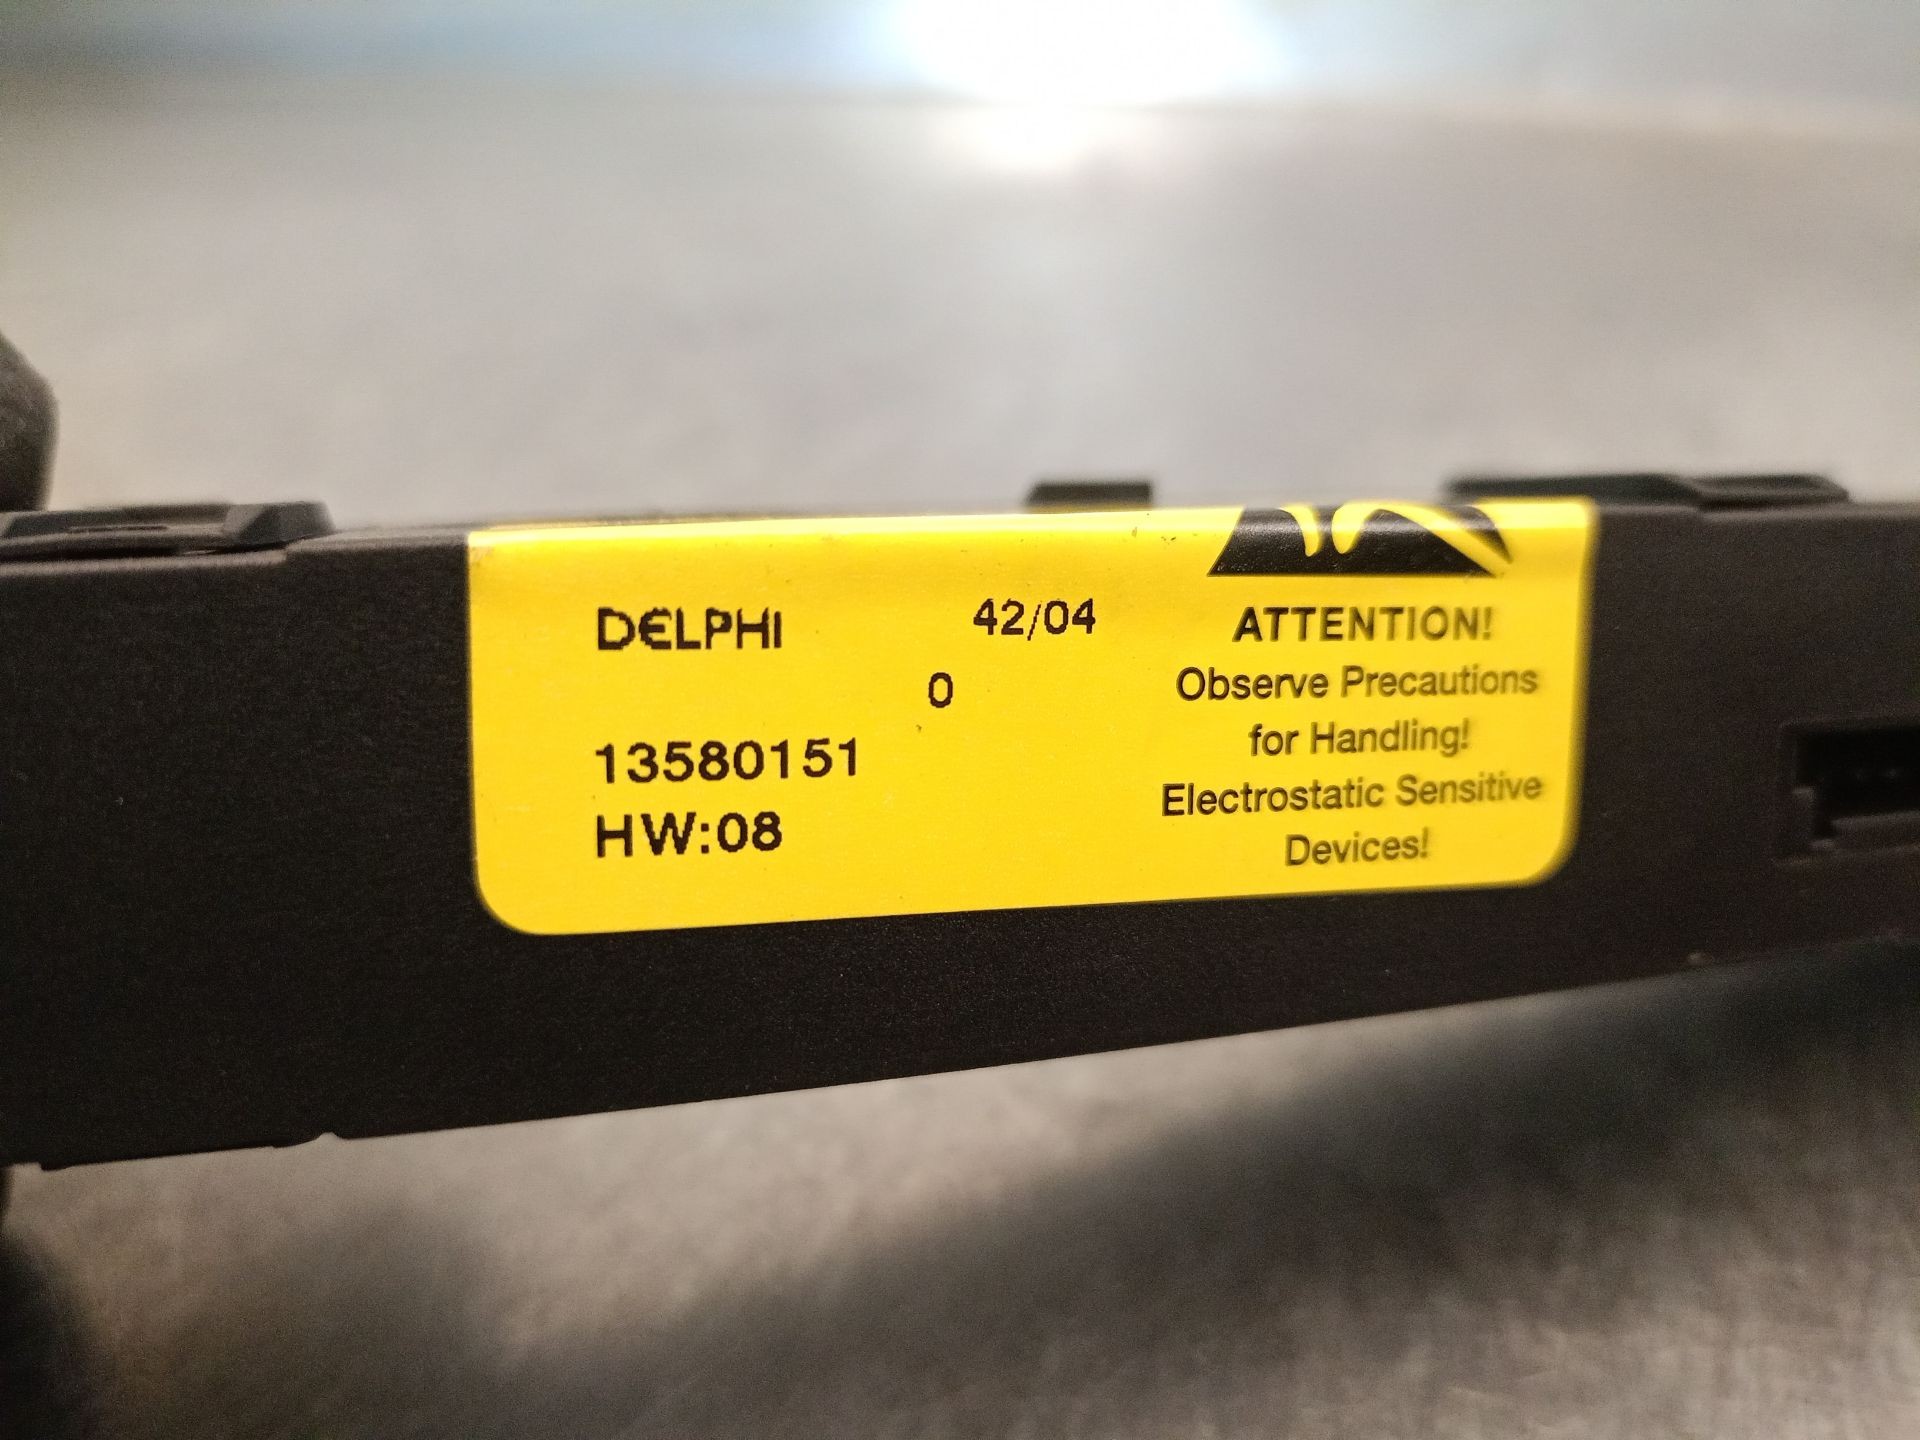 DELPHI 42/04
0
13580151
HW:08
ATTENTION!
Observe Precautions
for Handling!
Electrostatic Sensitive
Devices!